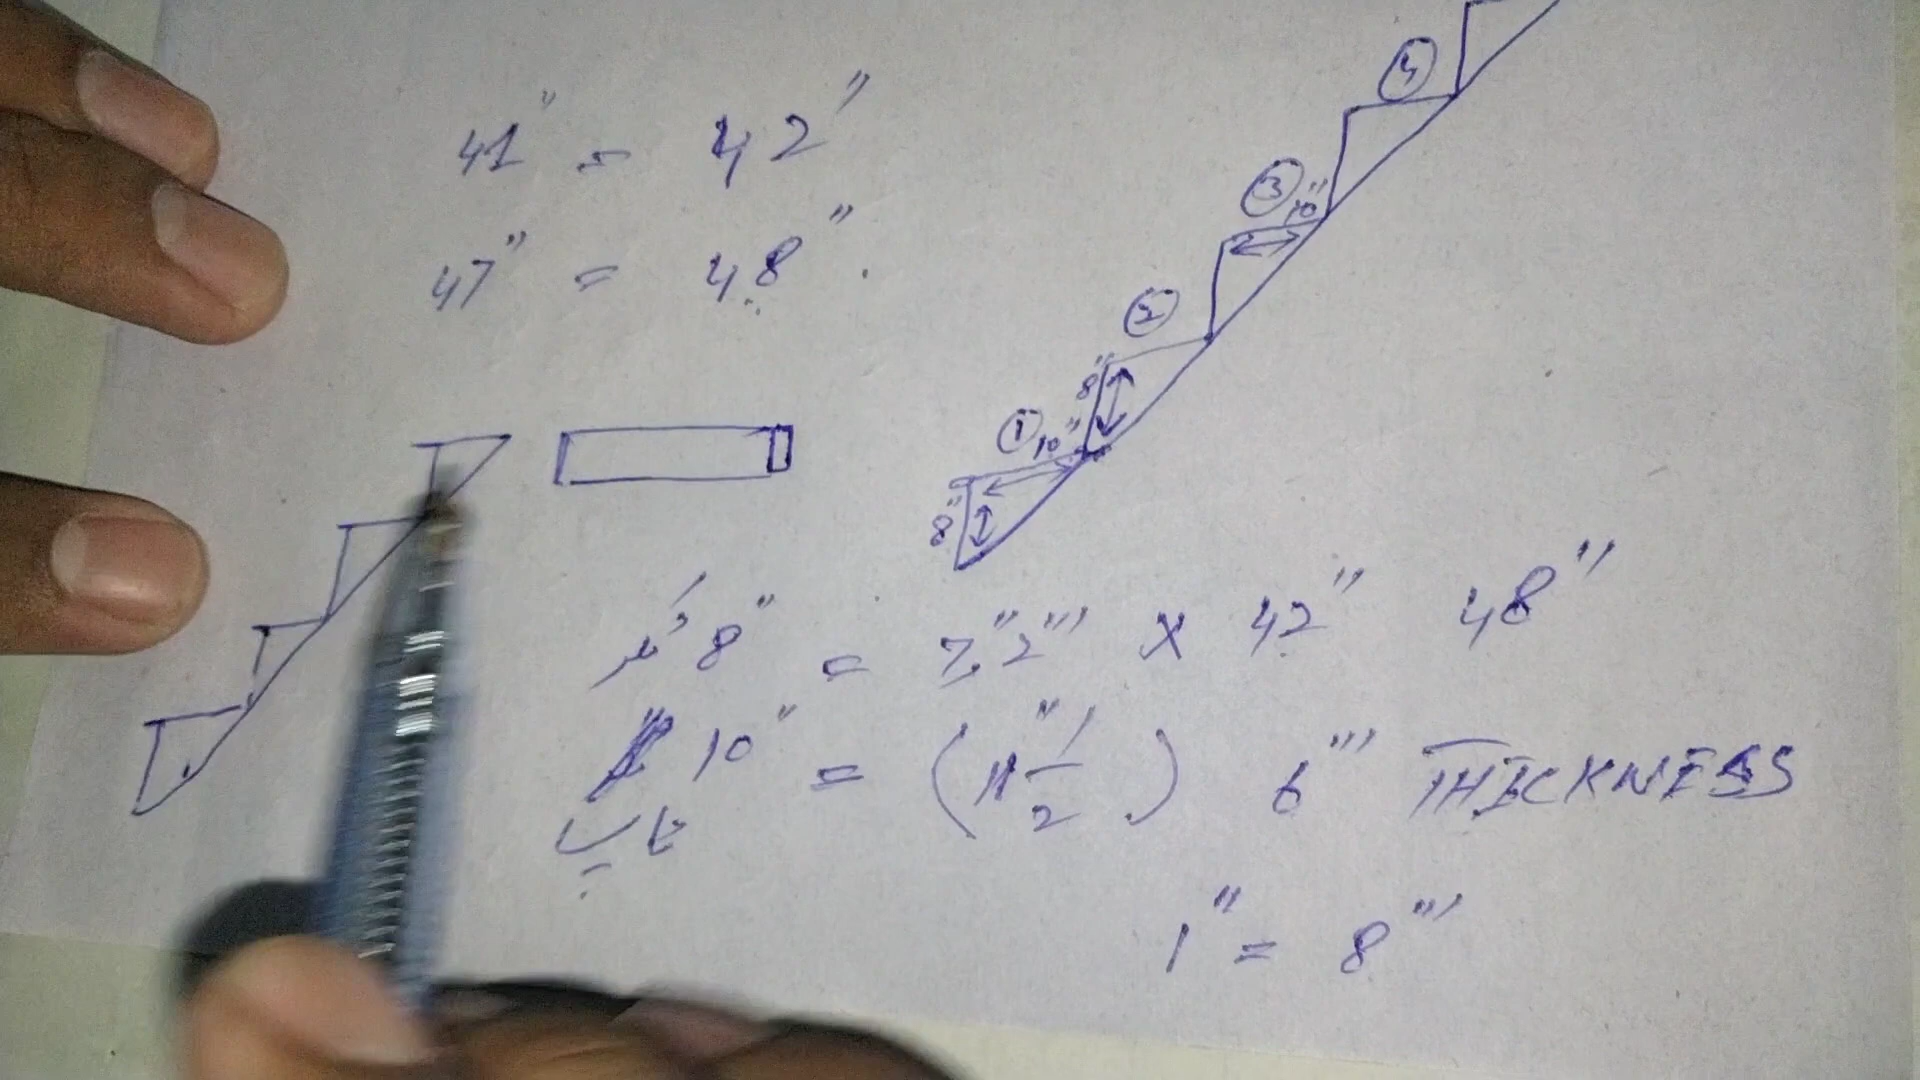 41" = 42"
47" = 48"
4
3 10"
2
8"
1 10"
8"
8" = 7"2"' X 42" 48"
10" = (11"1/2) 6"' THICKNESS
ٹاپ
1" = 8"'